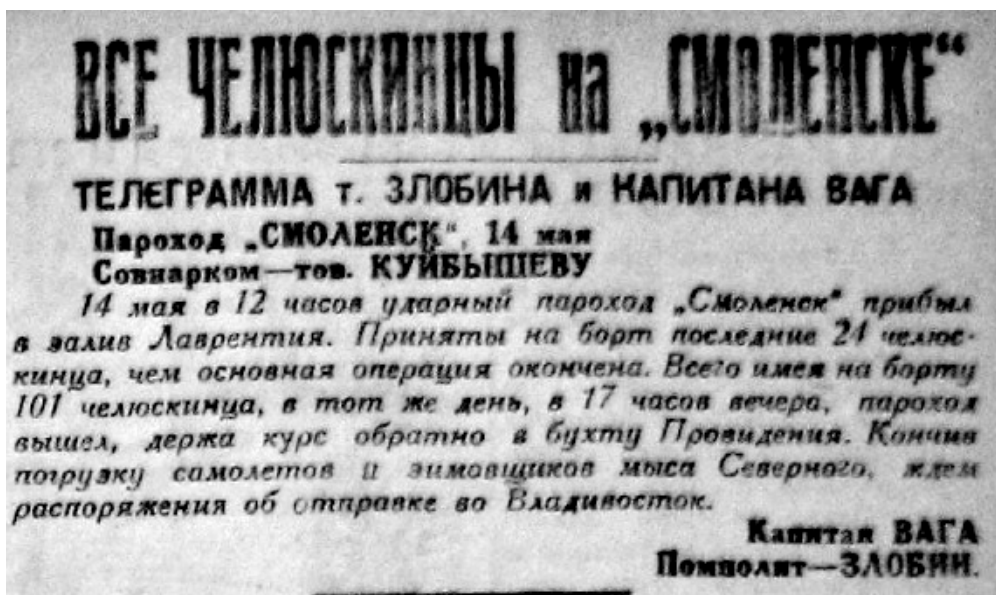 ВСЕ ЧЕЛЮСКИНЦЫ на „СМОЛЕНСКЕ“
ТЕЛЕГРАММА т. ЗЛОБИНА и КАПИТАНА ВАГА
Пароход „СМОЛЕНСК“, 14 мая
Совнарком—тов. КУЙБЫШЕВУ
14 мая в 12 часов ударный пароход „Смоленск“ прибыл
в залив Лаврентия. Приняты на борт последние 24 челюс-
кинца, чем основная операция окончена. Всего имея на борту
101 челюскинца, в тот же день, в 17 часов вечера, пароход
вышел, держа курс обратно в бухту Провидения. Кончив
погрузку самолетов и зимовщиков мыса Северного, ждем
распоряжения об отправке во Владивосток.
Капитан ВАГА
Помполит—ЗЛОБИН.